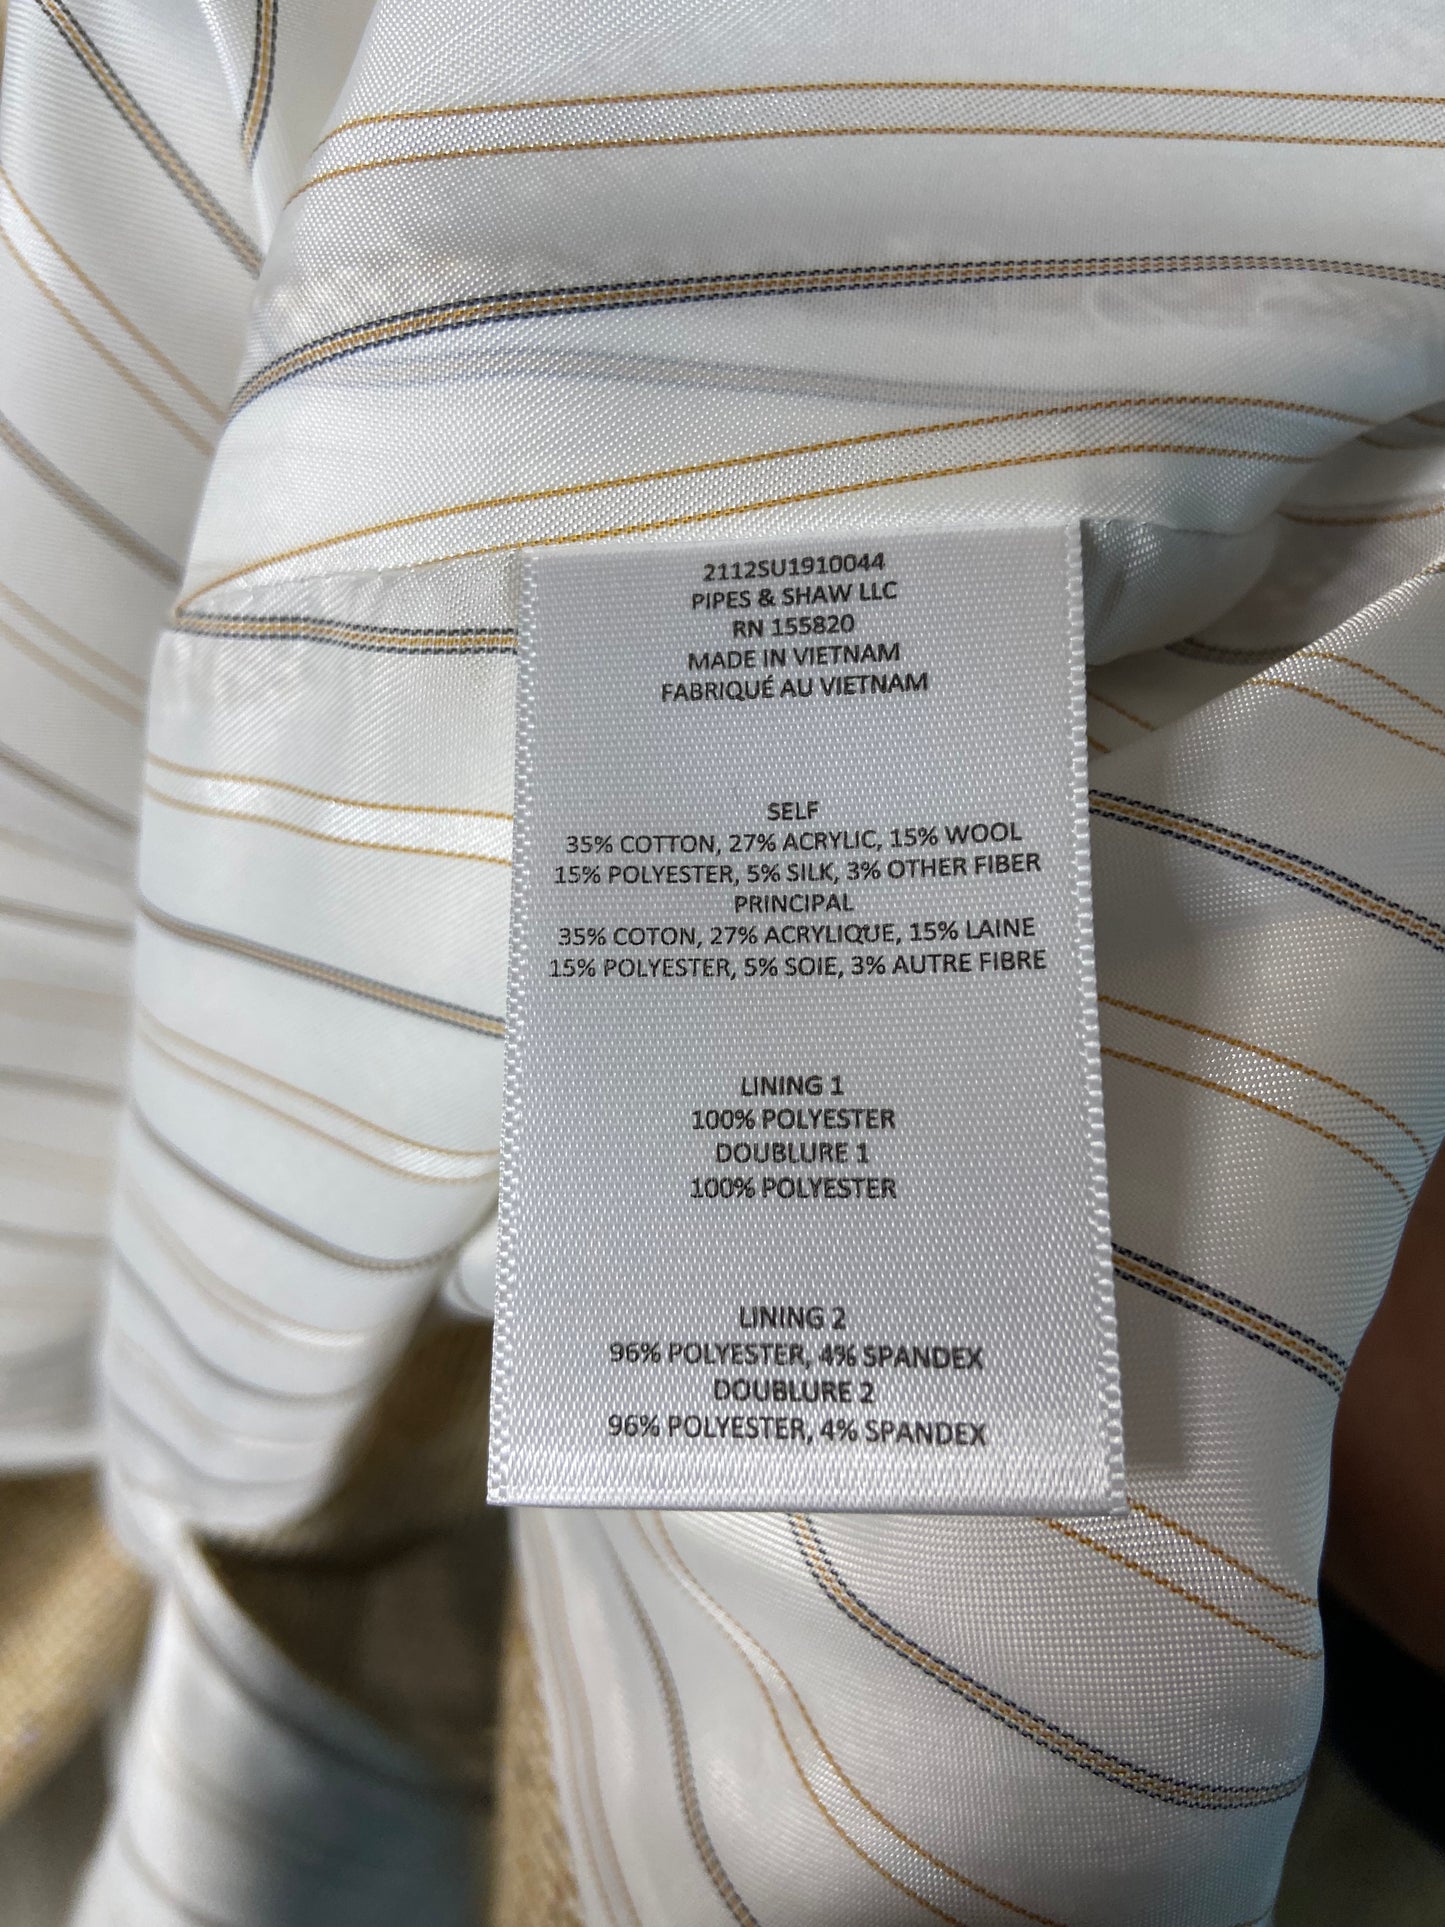 2112SU1910044
PIPES & SHAW LLC
RN 155820
MADE IN VIETNAM
FABRIQUÉ AU VIETNAM
SELF
35% COTTON, 27% ACRYLIC, 15% WOOL
15% POLYESTER, 5% SILK, 3% OTHER FIBER
PRINCIPAL
35% COTON, 27% ACRYLIQUE, 15% LAINE
15% POLYESTER, 5% SOIE, 3% AUTRE FIBRE
LINING 1
100% POLYESTER
DOUBLURE 1
100% POLYESTER
LINING 2
96% POLYESTER, 4% SPANDEX
DOUBLURE 2
96% POLYESTER, 4% SPANDEX